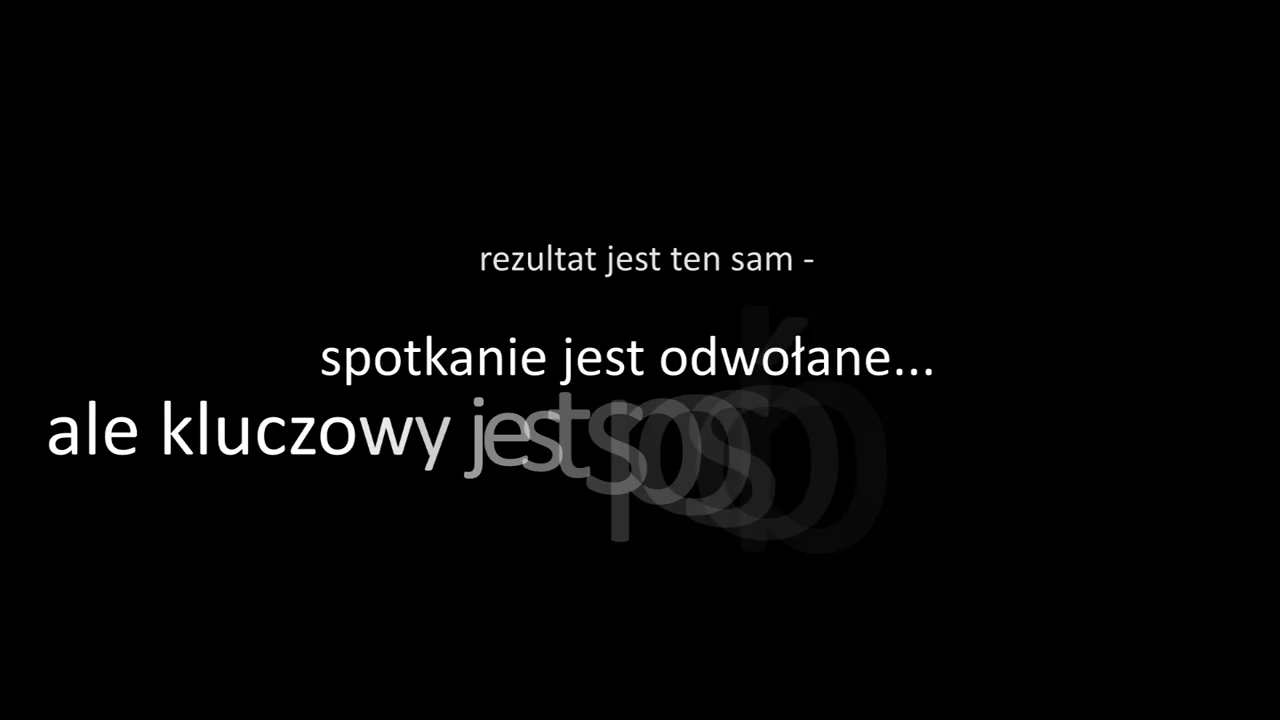 rezultat jest ten sam -
spotkanie jest odwołane...
ale kluczowy jest